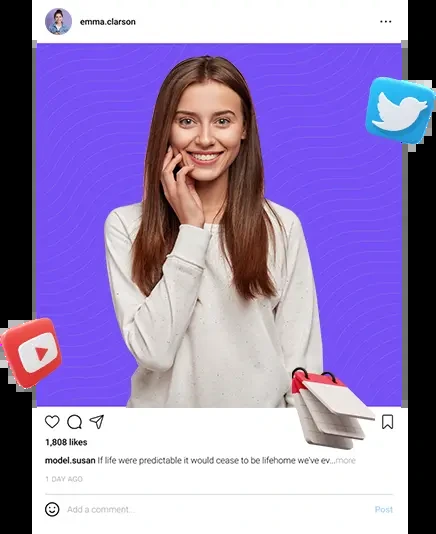 emma.clarson
1,808 likes
model.susan If life were predictable it would cease to be lifehome we've ev...more
1 DAY AGO
Add a comment...
Post